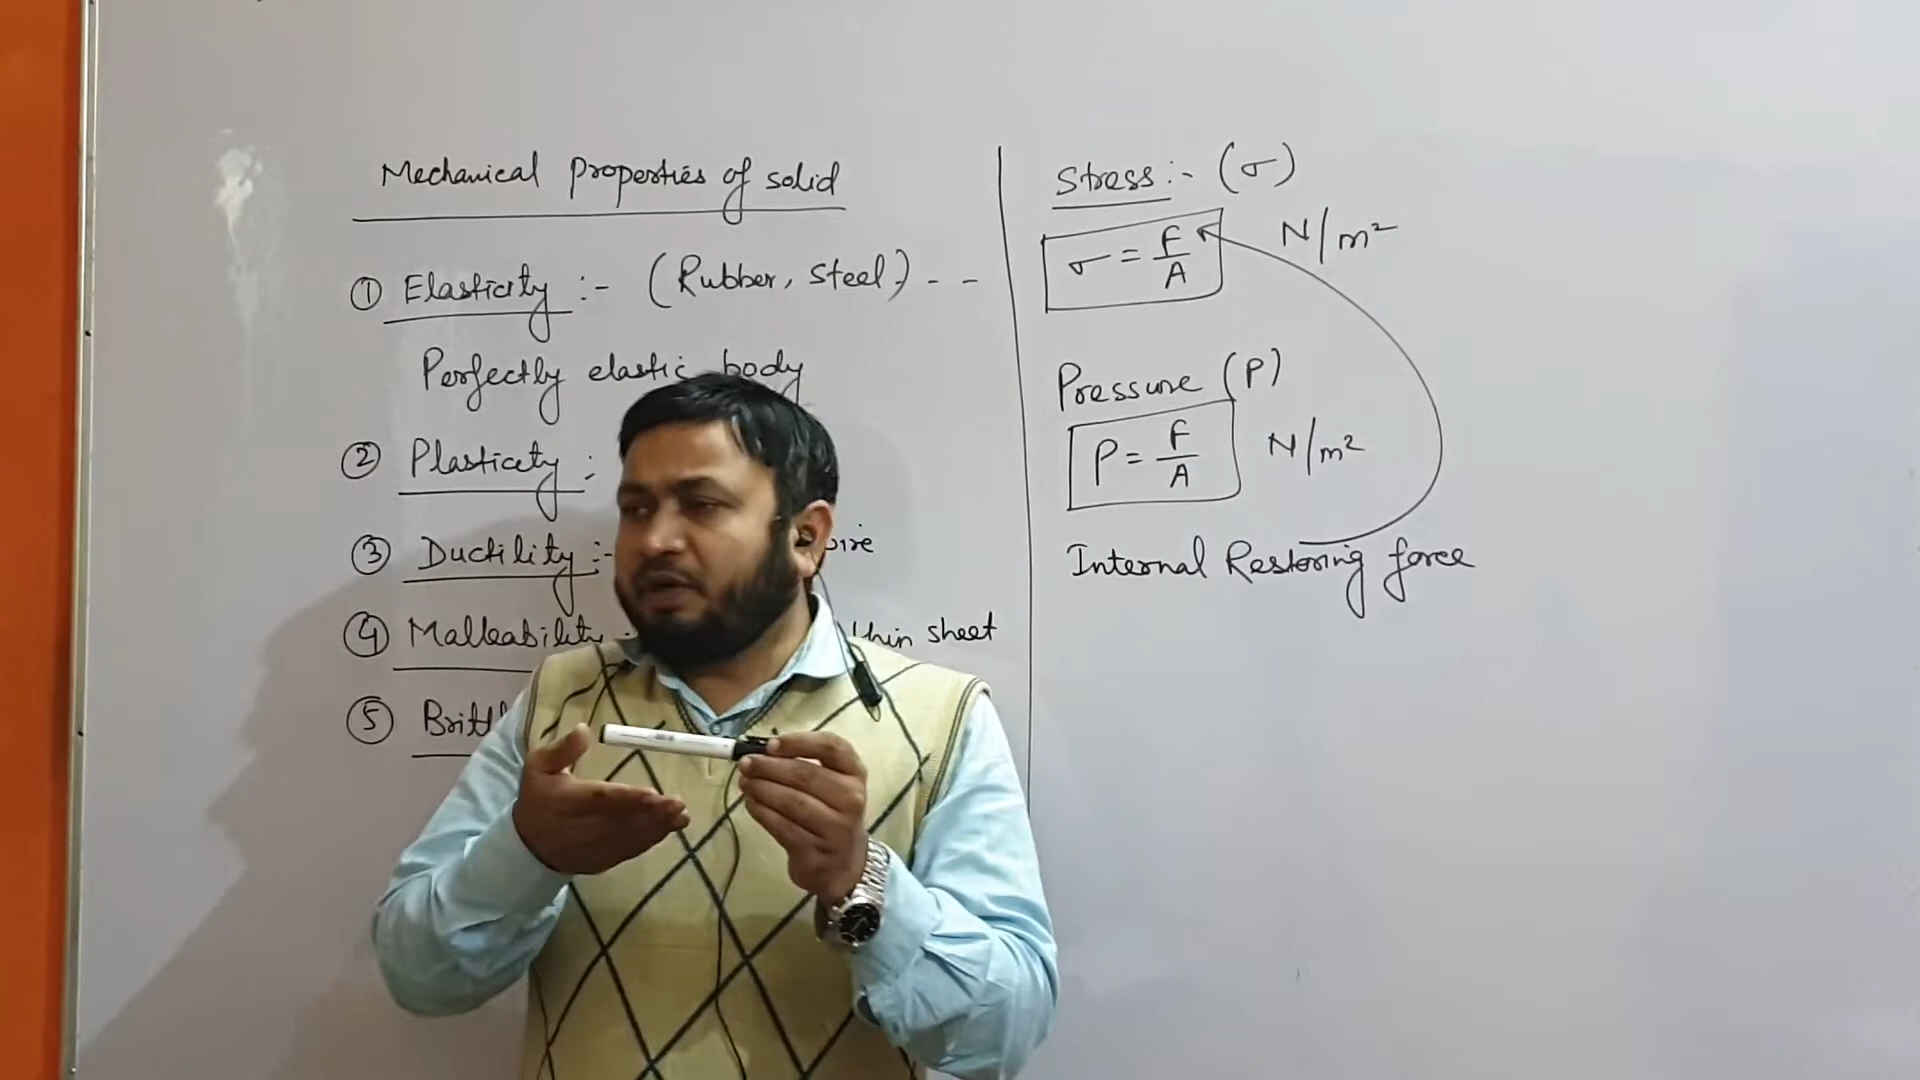 Mechanical properties of solid
① Elasticity :- (Rubber, Steel) - -
Perfectly elastic body
② Plasticity :
③ Ductility :-
④ Malleability - thin sheet
⑤
Stress :- (σ)
σ = F/A N/m²
Pressure (P)
P = F/A N/m²
Internal Restoring force